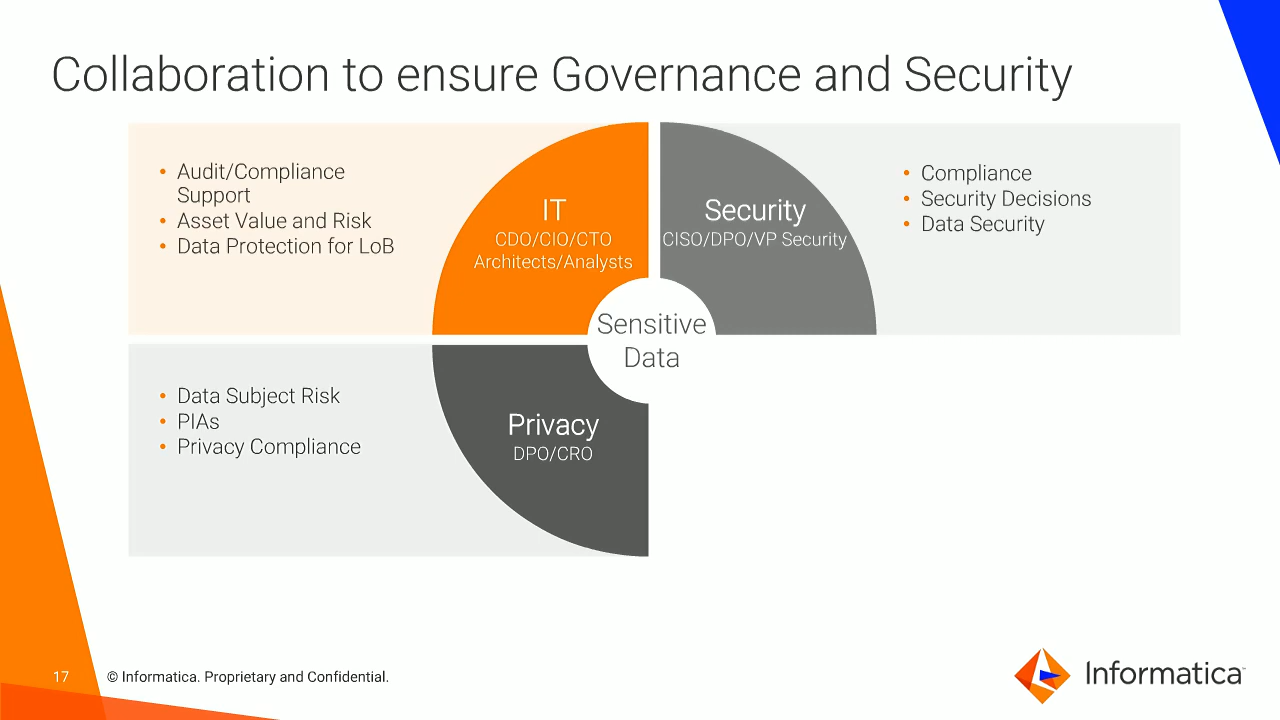 Collaboration to ensure Governance and Security
• Audit/Compliance
Support
• Asset Value and Risk
• Data Protection for LoB
IT
CDO/CIO/CTO
Architects/Analysts
Security
CISO/DPO/VP Security
• Compliance
• Security Decisions
• Data Security
Sensitive
Data
• Data Subject Risk
• PIAs
• Privacy Compliance
Privacy
DPO/CRO
17
© Informatica. Proprietary and Confidential.
Informatica